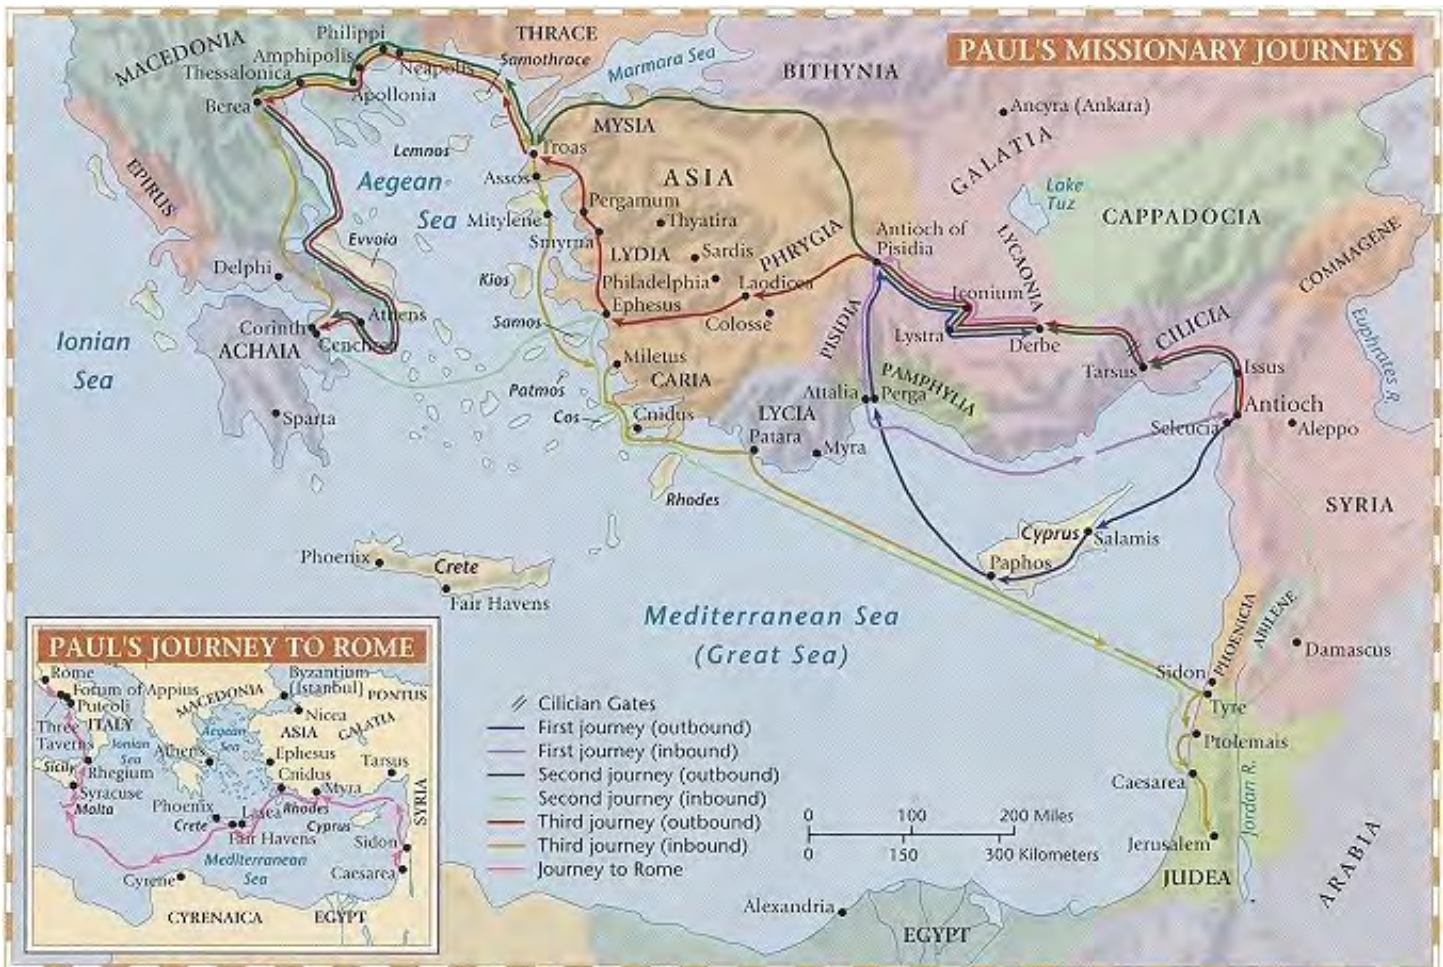 PAUL'S MISSIONARY JOURNEYS
MACEDONIA
Philippi
Amphipolis
Thessalonica
Berea
Neapolis
Apollonia
THRACE
Samothrace
Marmara Sea
BITHYNIA
Ancyra (Ankara)
GALATIA
MYSIA
Troas
Lemnos
Assos
ASIA
Aegean
Sea
EPIRUS
Mitylene
Pergamum
Thyatira
Smyrna
LYDIA
Sardis
PHRYGIA
Antioch of
Pisidia
Lake
Tuz
CAPPADOCIA
LYCAONIA
COMMAGENE
Evvoia
Delphi
Kios
Philadelphia
Laodicea
Ephesus
Colosse
Iconium
Lystra
Derbe
PISIDIA
CILICIA
Tarsus
Issus
Euphrates R.
Ionian
Sea
Corinth
Athens
Cenchrea
ACHAIA
Samos
Miletus
CARIA
Patmos
Cos
Cnidus
Sparta
LYCIA
Patara
Myra
Attalia
Perga
PAMPHYLIA
Antioch
Seleucia
Aleppo
SYRIA
Rhodes
Cyprus
Salamis
Paphos
Phoenix
Crete
Fair Havens
Mediterranean Sea
(Great Sea)
PHOENICIA
ABILENE
Damascus
Sidon
Tyre
Ptolemais
Caesarea
Jordan R.
Jerusalem
JUDEA
ARABIA
Alexandria
EGYPT
Cilician Gates
First journey (outbound)
First journey (inbound)
Second journey (outbound)
Second journey (inbound)
Third journey (outbound)
Third journey (inbound)
Journey to Rome
0 100 200 Miles
0 150 300 Kilometers
PAUL'S JOURNEY TO ROME
Rome
Forum of Appius
Puteoli
Three
Taverns
ITALY
MACEDONIA
Byzantium
(Istanbul)
PONTUS
Nicea
GALATIA
ASIA
Aegean
Sea
Ionian
Sea
Athens
Ephesus
Tarsus
Sicily
Rhegium
Syracuse
Malta
Cnidus
Myra
Rhodes
Phoenix
Crete
Lasea
Fair Havens
Cyprus
SYRIA
Sidon
Caesarea
Mediterranean
Sea
Cyrene
CYRENAICA
EGYPT